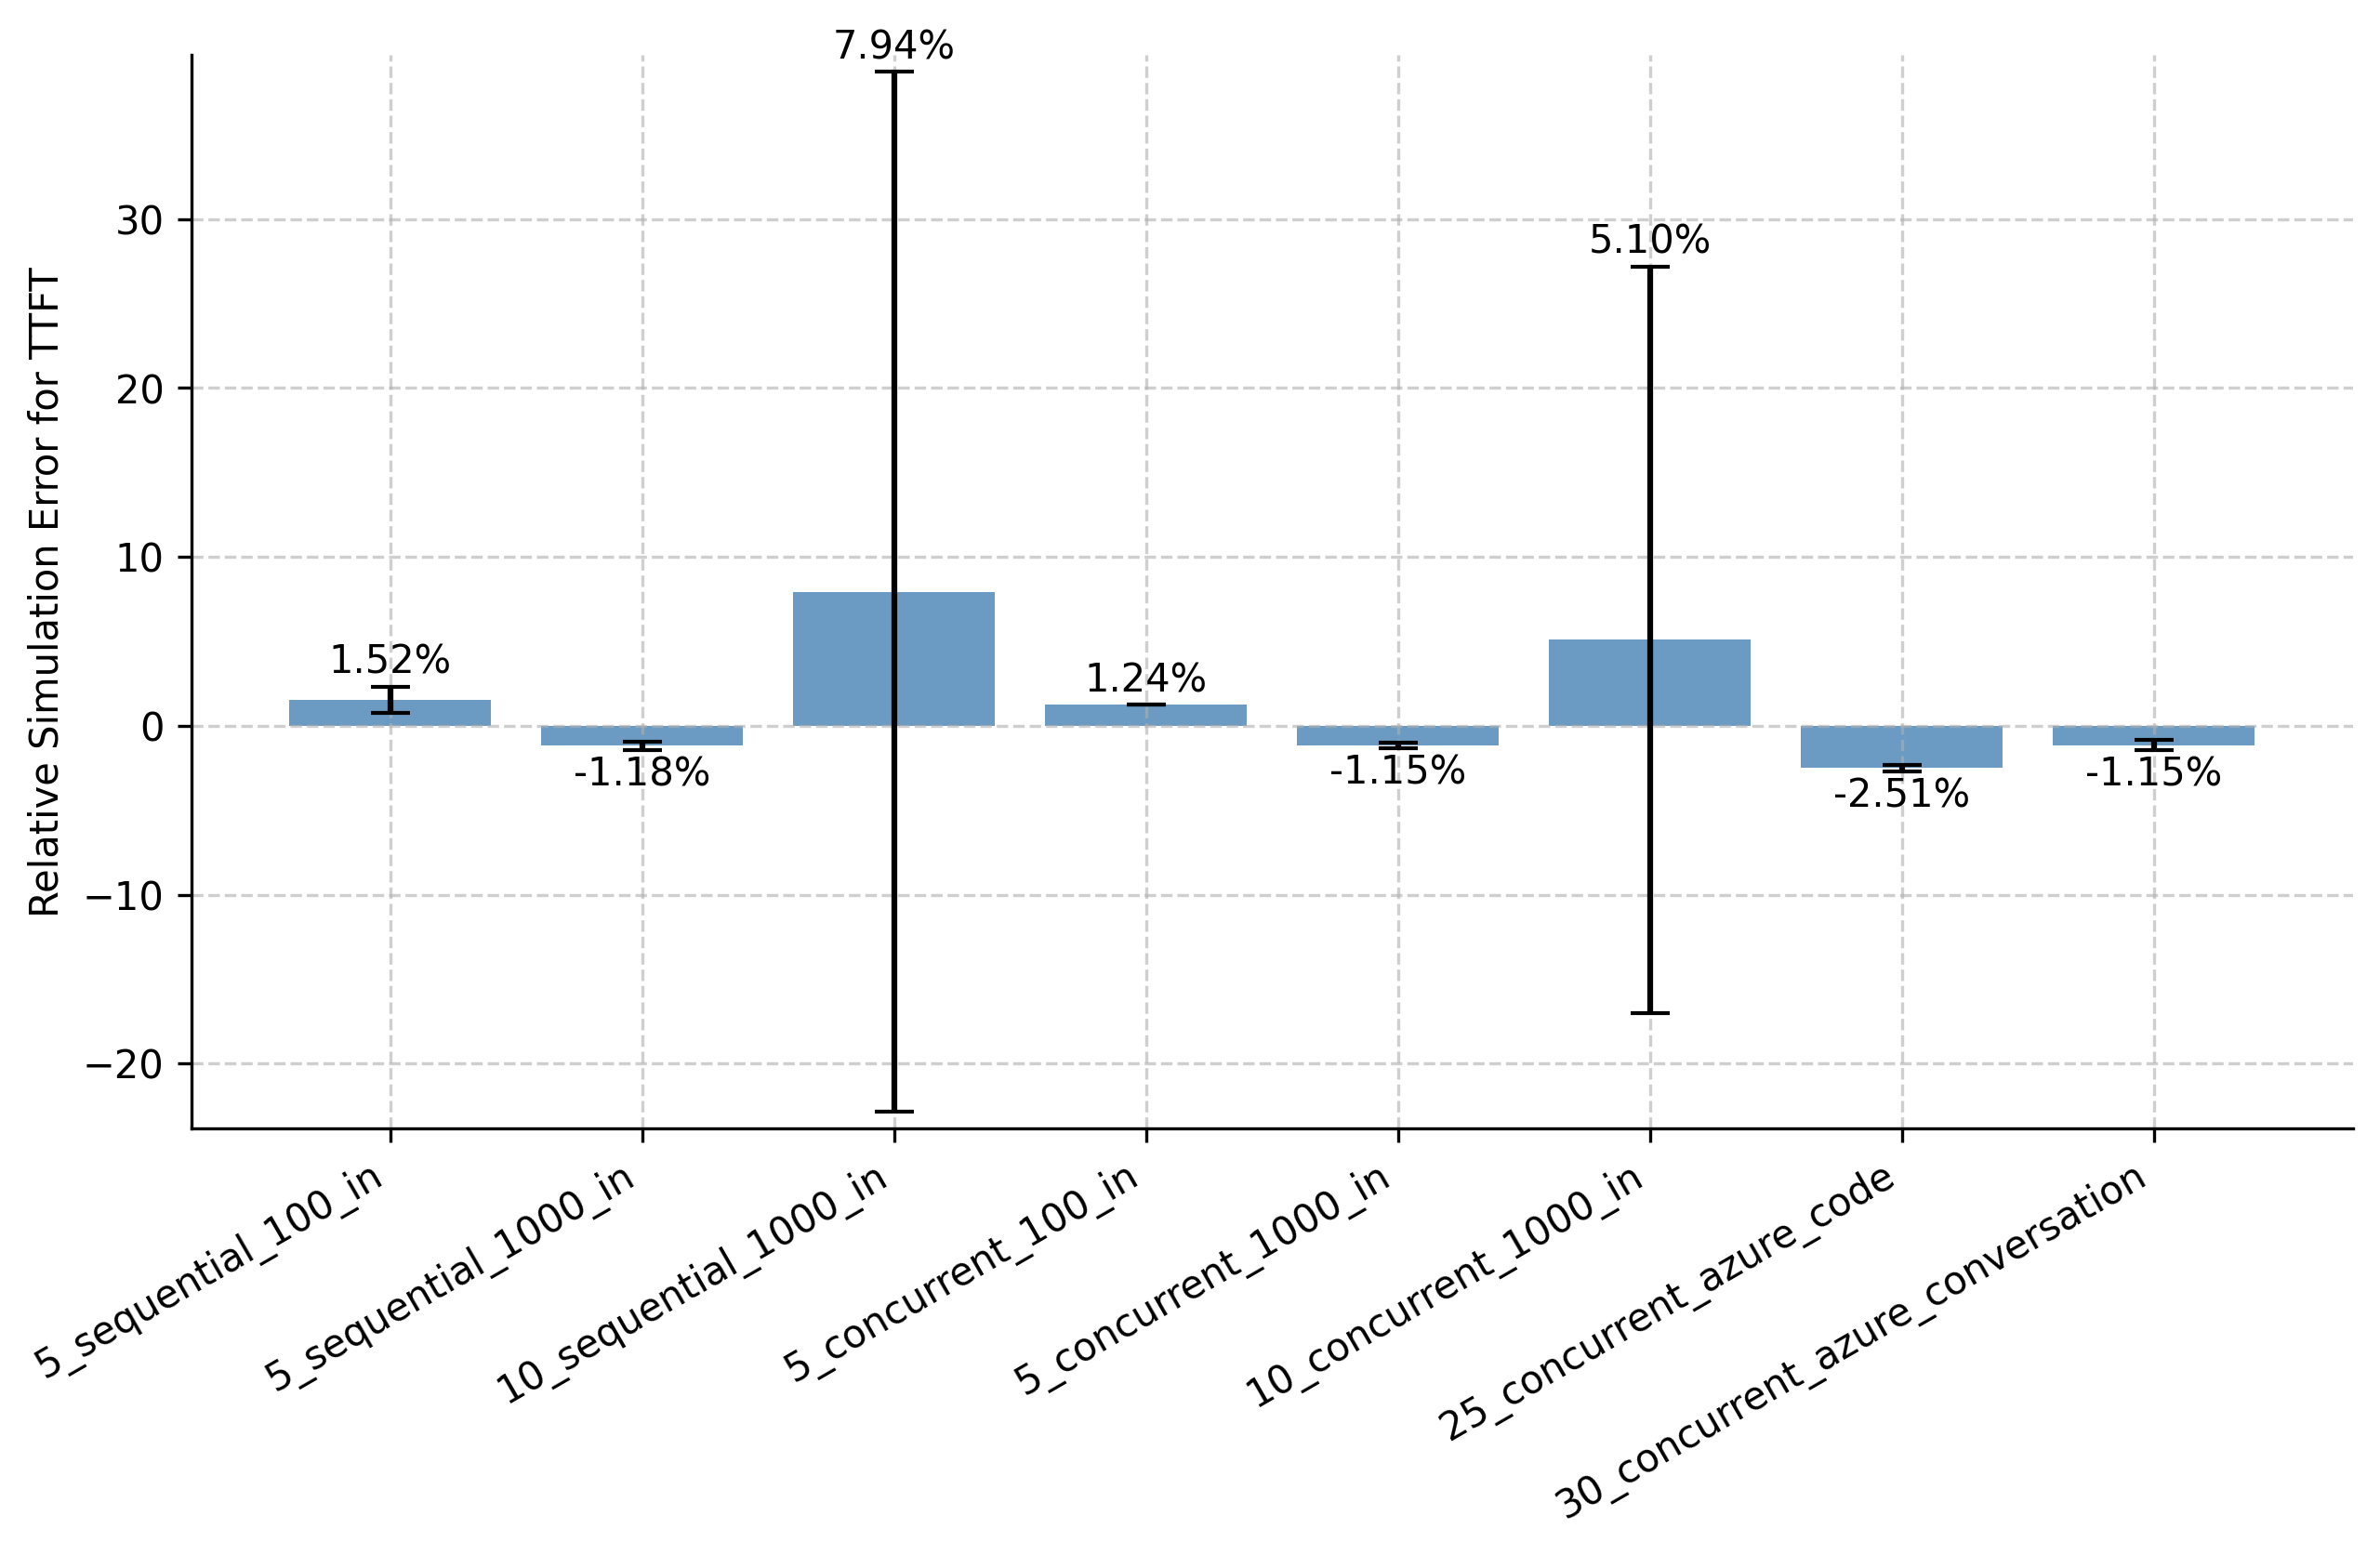 7.94%
5.10%
1.52%
1.24%
-1.18%
-1.15%
-2.51%
-1.15%
Relative Simulation Error for TTFT
30
20
10
0
−10
−20
5_sequential_100_in
5_sequential_1000_in
10_sequential_1000_in
5_concurrent_100_in
5_concurrent_1000_in
10_concurrent_1000_in
25_concurrent_azure_code
30_concurrent_azure_conversation